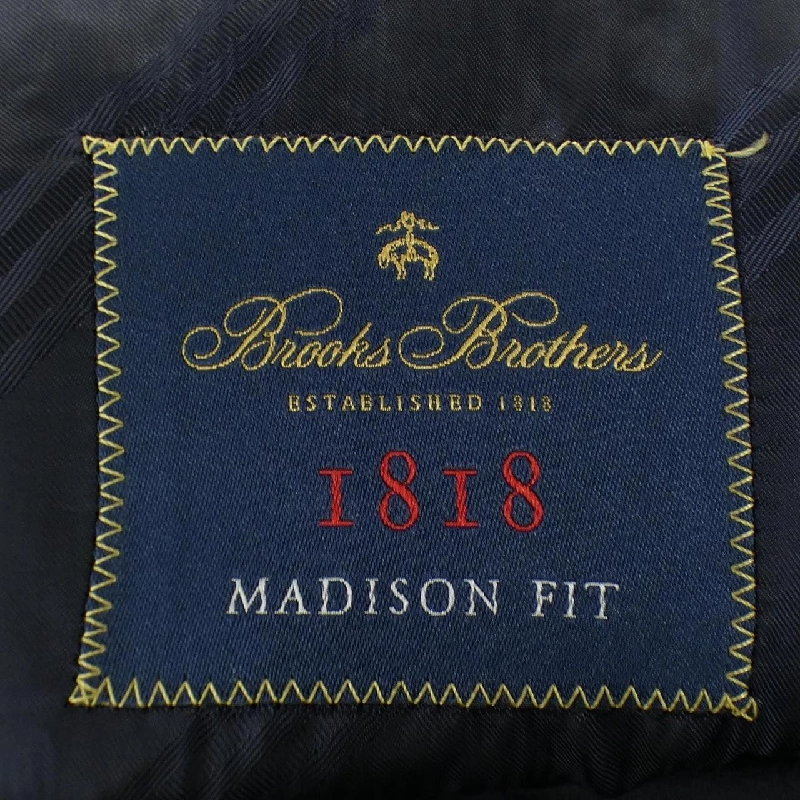 Brooks Brothers
ESTABLISHED 1818
1818
MADISON FIT